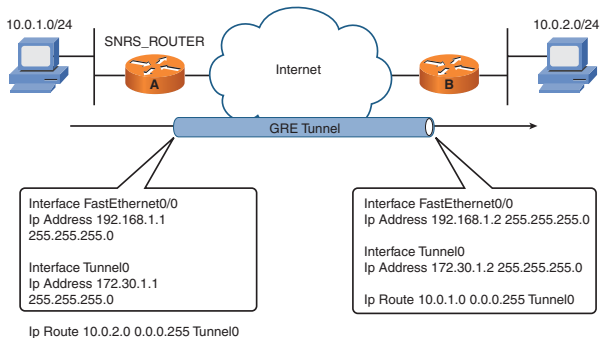 10.0.1.0/24
10.0.2.0/24
SNRS_ROUTER
Internet
A
B
GRE Tunnel
Interface FastEthernet0/0
Ip Address 192.168.1.1
255.255.255.0
Interface Tunnel0
Ip Address 172.30.1.1
255.255.255.0
Ip Route 10.0.2.0 0.0.0.255 Tunnel0
Interface FastEthernet0/0
Ip Address 192.168.1.2 255.255.255.0
Interface Tunnel0
Ip Address 172.30.1.2 255.255.255.0
Ip Route 10.0.1.0 0.0.0.255 Tunnel0